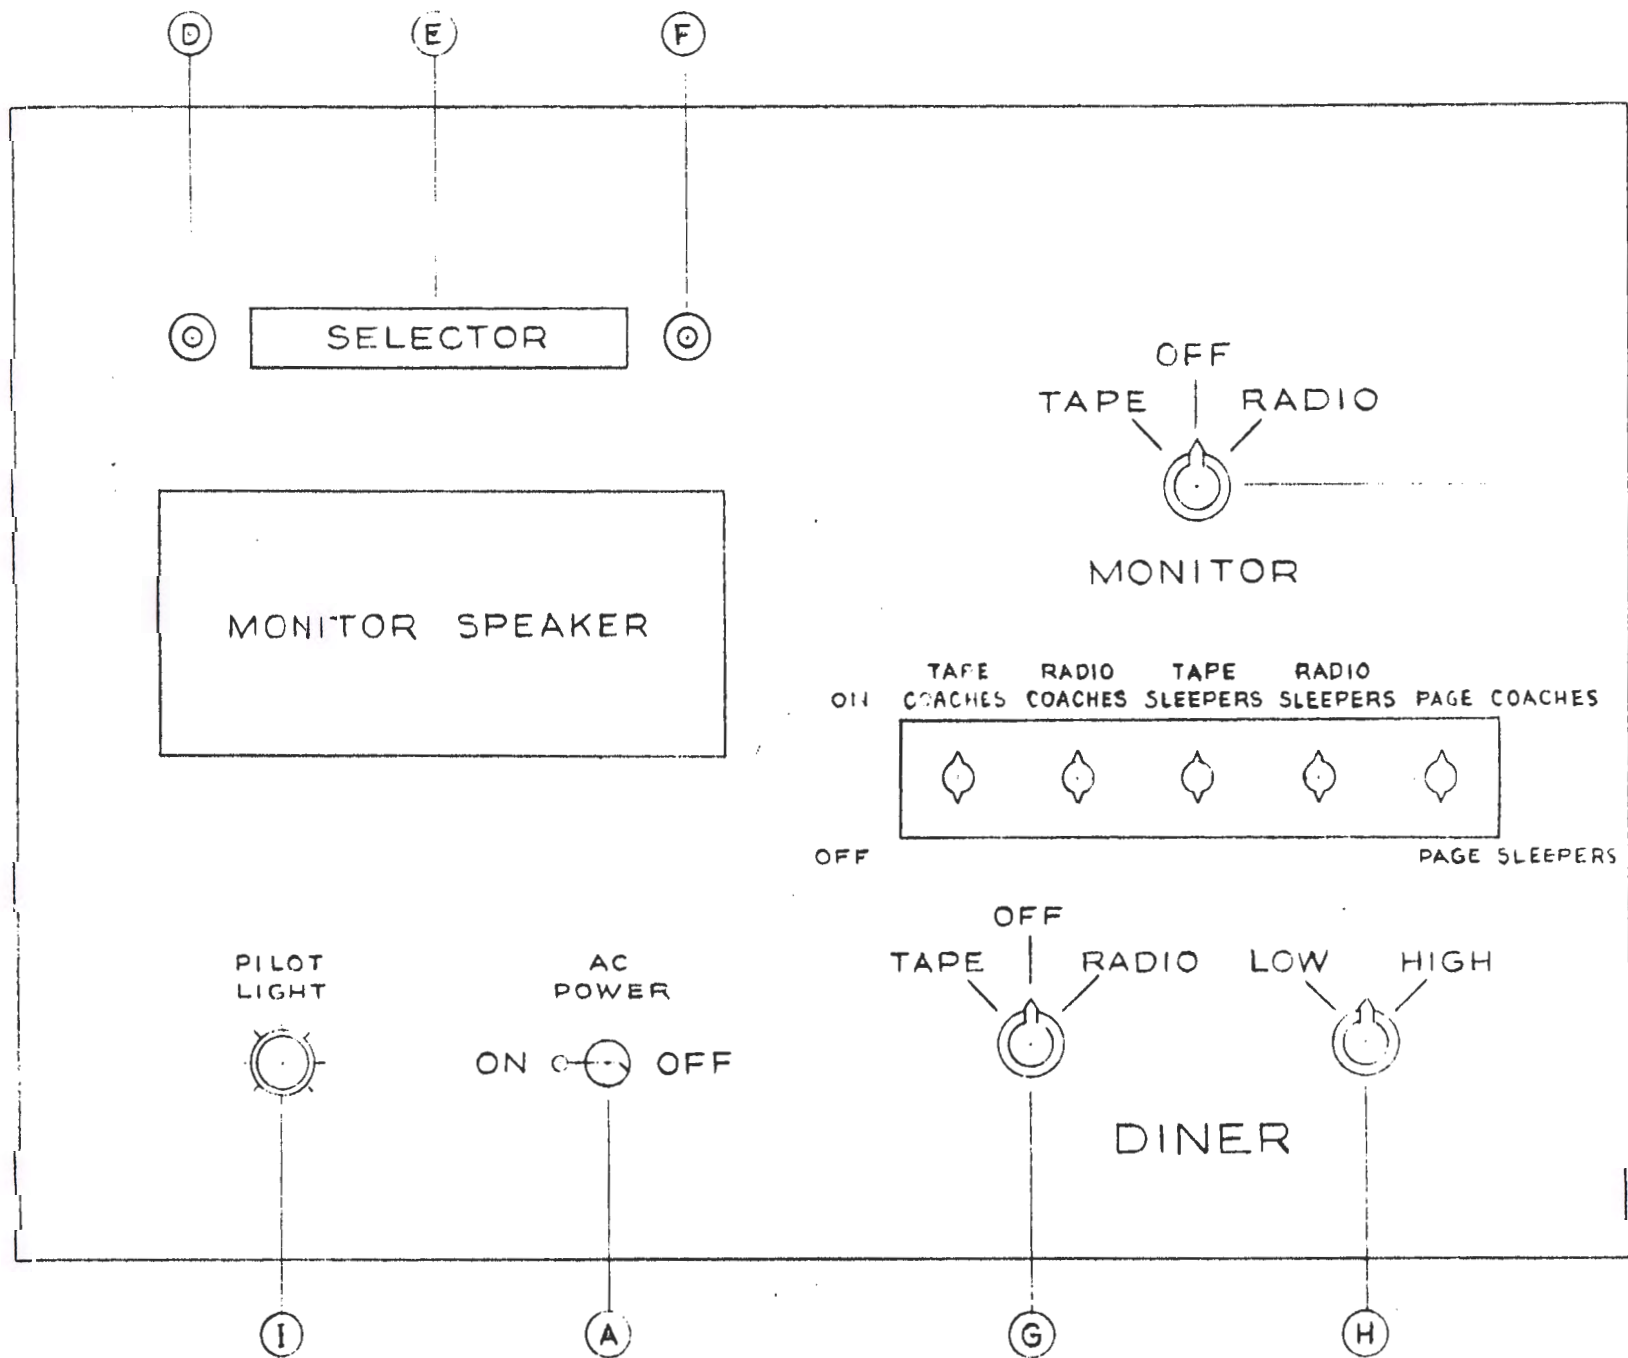 D E F
SELECTOR
OFF
TAPE RADIO
MONITOR
MONITOR SPEAKER
TAPE RADIO TAPE RADIO
ON COACHES COACHES SLEEPERS SLEEPERS PAGE COACHES
OFF PAGE SLEEPERS
OFF
PILOT AC TAPE RADIO LOW HIGH
LIGHT POWER
ON OFF
DINER
I A G H